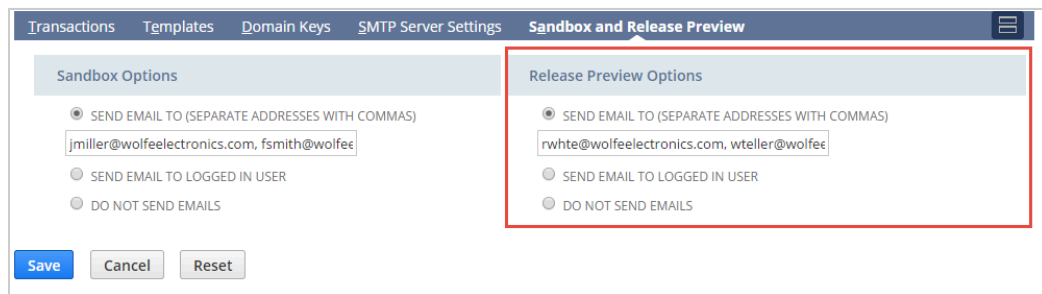 Transactions Templates Domain Keys SMTP Server Settings Sandbox and Release Preview
Sandbox Options
SEND EMAIL TO (SEPARATE ADDRESSES WITH COMMAS)
jmiller@wolfeelectronics.com, fsmith@wolfee
SEND EMAIL TO LOGGED IN USER
DO NOT SEND EMAILS
Release Preview Options
SEND EMAIL TO (SEPARATE ADDRESSES WITH COMMAS)
rwhte@wolfeelectronics.com, wteller@wolfee
SEND EMAIL TO LOGGED IN USER
DO NOT SEND EMAILS
Save Cancel Reset